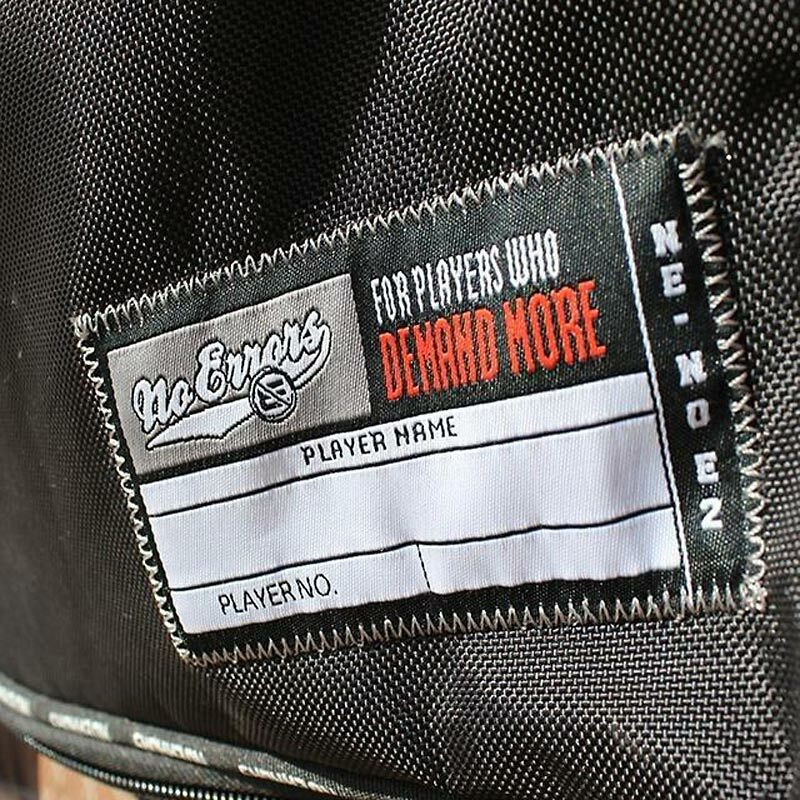 No Errors
FOR PLAYERS WHO
DEMAND MORE
PLAYER NAME
PLAYER NO.
NE-NOE2